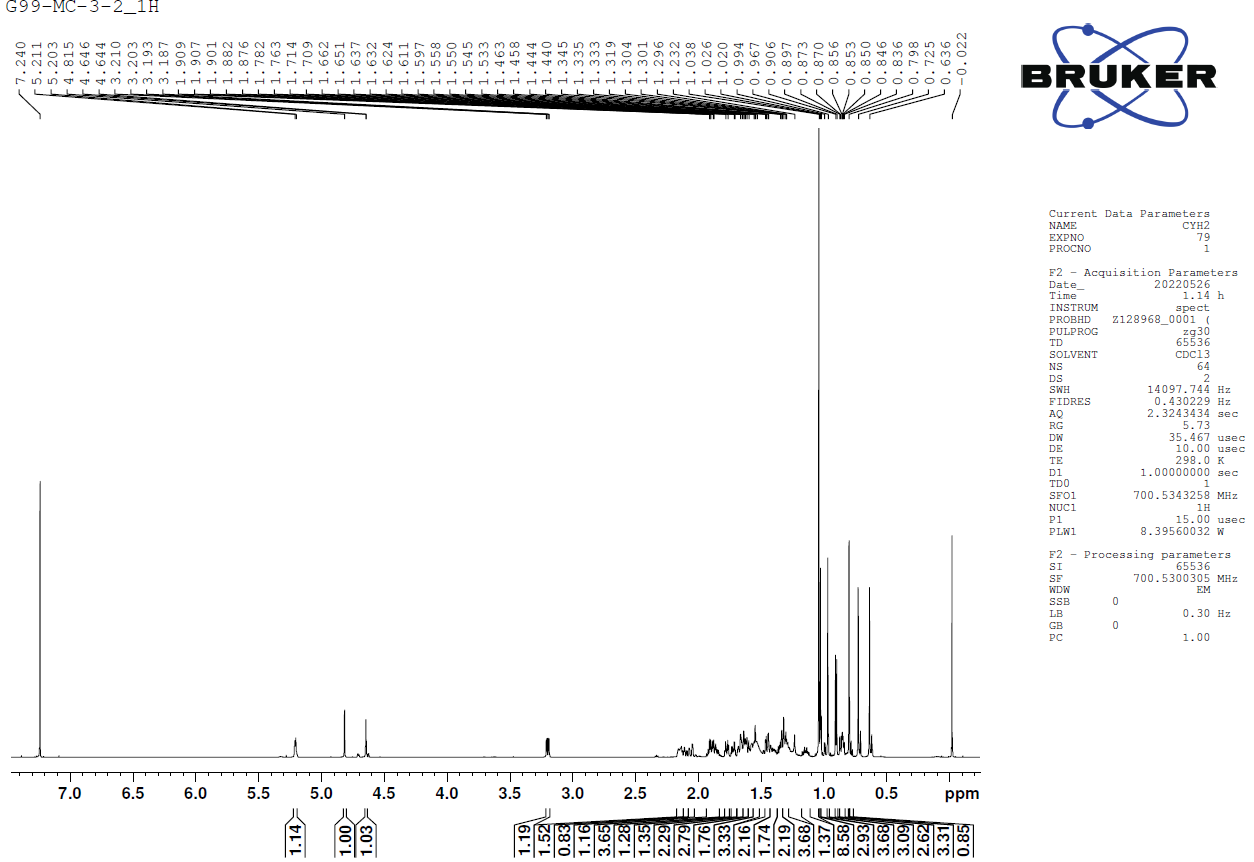 G99-MC-3-2_1H
7.240 5.211 5.203 4.815 4.646 4.644 3.210 3.203 3.193 3.187 1.909 1.907 1.901 1.882 1.876 1.782 1.763 1.714 1.709 1.662 1.651 1.637 1.632 1.624 1.611 1.597 1.558 1.550 1.545 1.533 1.463 1.458 1.444 1.440 1.345 1.335 1.333 1.319 1.304 1.301 1.296 1.232 1.038 1.026 1.020 0.994 0.967 0.906 0.897 0.873 0.870 0.856 0.853 0.850 0.846 0.836 0.798 0.725 0.636 -0.022
BRUKER
Current Data Parameters
NAME CYH2
EXPNO 79
PROCNO 1
F2 - Acquisition Parameters
Date_ 20220526
Time 1.14 h
INSTRUM spect
PROBHD Z128968_0001 (
PULPROG zg30
TD 65536
SOLVENT CDCl3
NS 64
DS 2
SWH 14097.744 Hz
FIDRES 0.430229 Hz
AQ 2.3243434 sec
RG 5.73
DW 35.467 usec
DE 10.00 usec
TE 298.0 K
D1 1.00000000 sec
TD0 1
SFO1 700.5343258 MHz
NUC1 1H
P1 15.00 usec
PLW1 8.39560032 W
F2 - Processing parameters
SI 65536
SF 700.5300305 MHz
WDW EM
SSB 0
LB 0.30 Hz
GB 0
PC 1.00
7.0 6.5 6.0 5.5 5.0 4.5 4.0 3.5 3.0 2.5 2.0 1.5 1.0 0.5 ppm
1.14 1.00 1.03 1.19 1.52 0.83 1.16 3.65 1.28 1.35 2.29 2.79 1.76 3.33 2.16 1.74 2.19 3.68 1.37 8.58 2.93 3.68 3.09 2.62 3.31 0.85